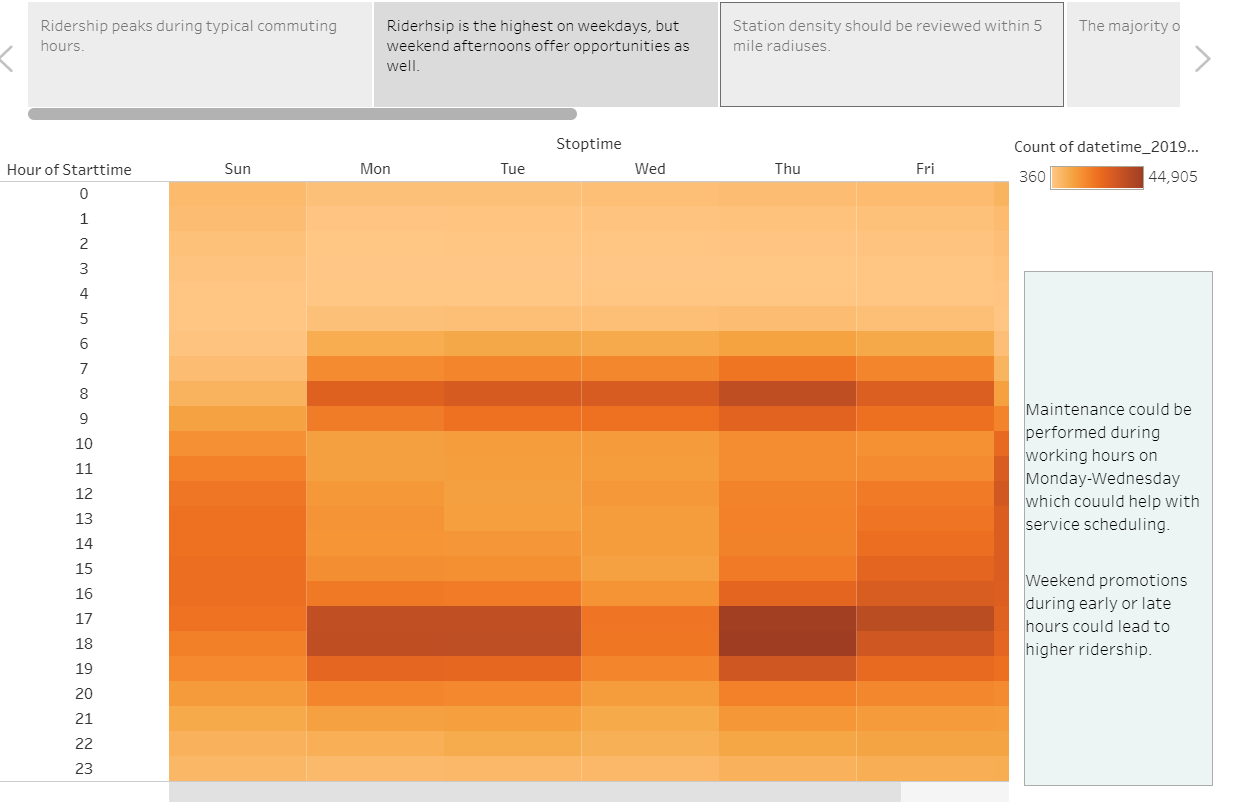 Ridership peaks during typical commuting
hours.
Riderhsip is the highest on weekdays, but
weekend afternoons offer opportunities as
well.
Station density should be reviewed within 5
mile radiuses.
The majority o
Stoptime
Hour of Starttime
Sun
Mon
Tue
Wed
Thu
Fri
Count of datetime_2019...
360
44,905
0
1
2
3
4
5
6
7
8
9
10
11
12
13
14
15
16
17
18
19
20
21
22
23
Maintenance could be
performed during
working hours on
Monday-Wednesday
which couuld help with
service scheduling.
Weekend promotions
during early or late
hours could lead to
higher ridership.